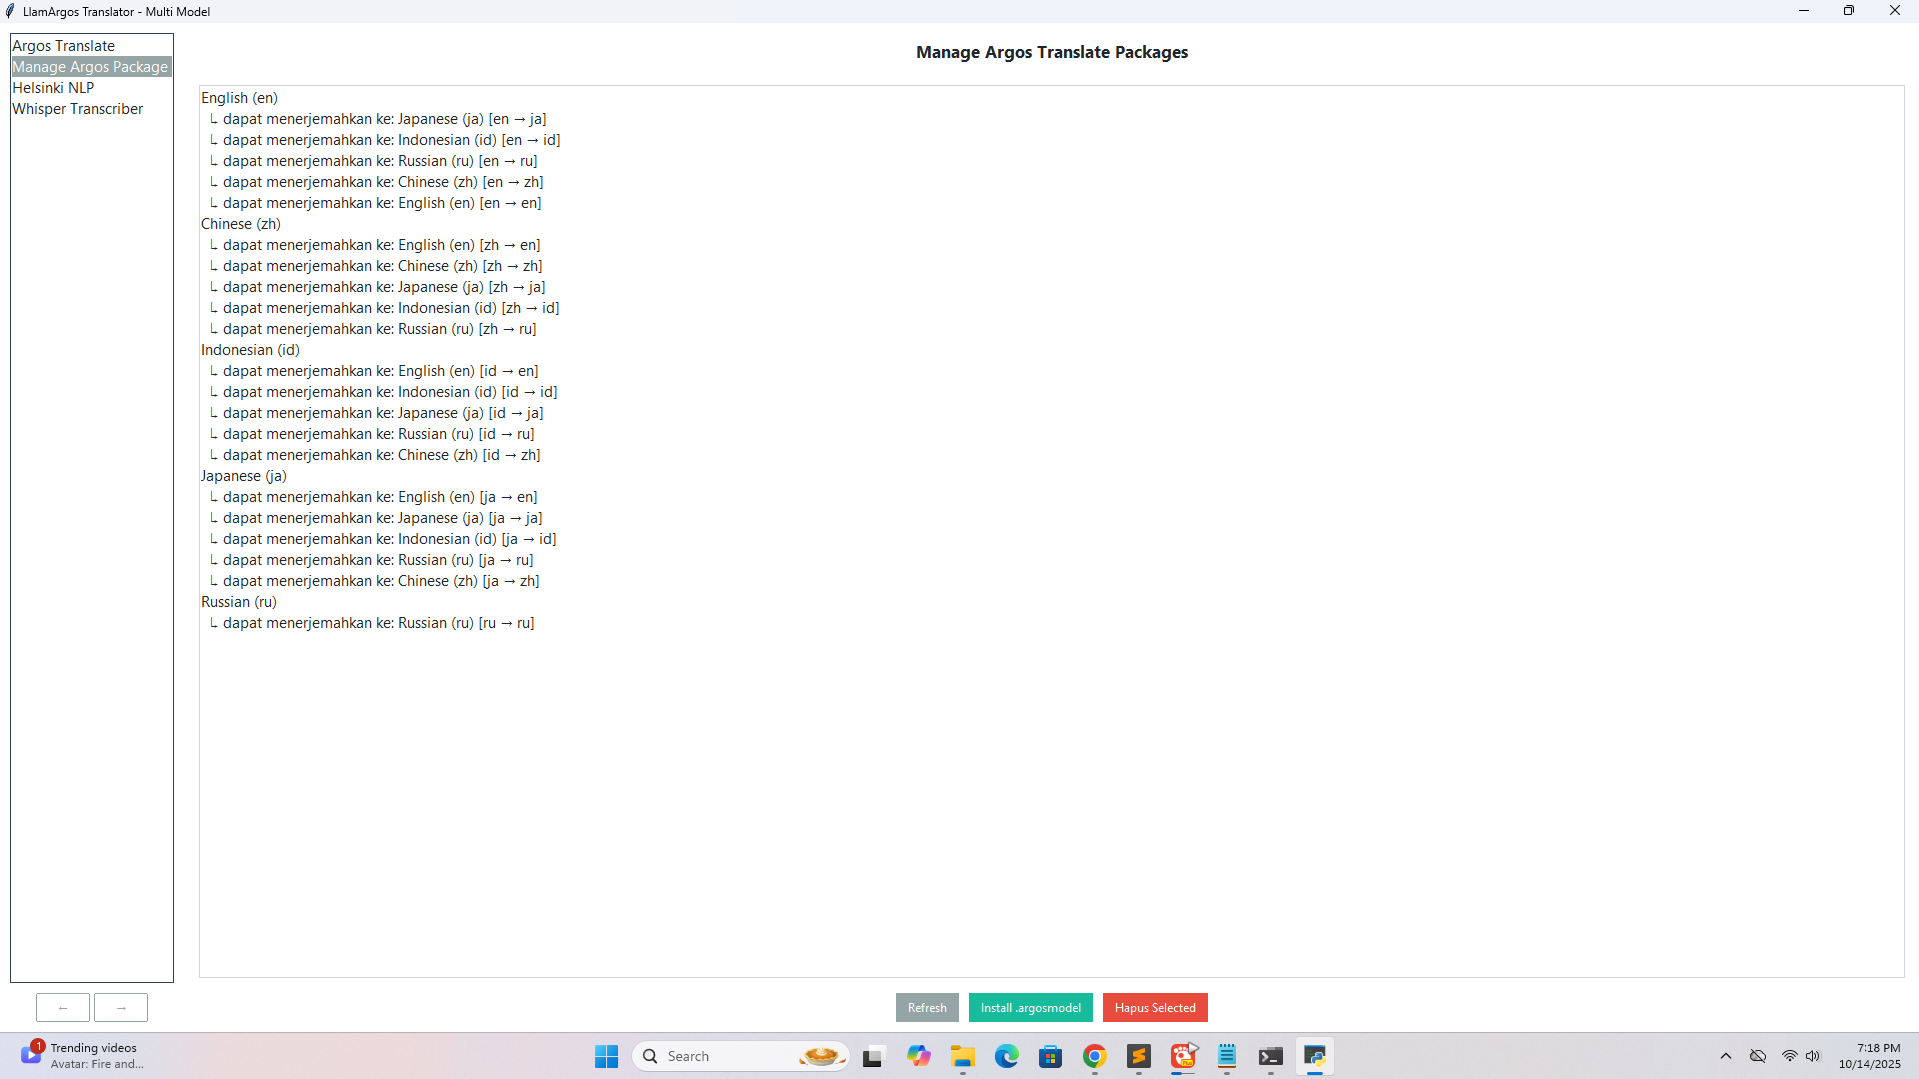 LlamArgos Translator - Multi Model
Argos Translate
Manage Argos Package
Helsinki NLP
Whisper Transcriber
Manage Argos Translate Packages
English (en)
↳ dapat menerjemahkan ke: Japanese (ja) [en → ja]
↳ dapat menerjemahkan ke: Indonesian (id) [en → id]
↳ dapat menerjemahkan ke: Russian (ru) [en → ru]
↳ dapat menerjemahkan ke: Chinese (zh) [en → zh]
↳ dapat menerjemahkan ke: English (en) [en → en]
Chinese (zh)
↳ dapat menerjemahkan ke: English (en) [zh → en]
↳ dapat menerjemahkan ke: Chinese (zh) [zh → zh]
↳ dapat menerjemahkan ke: Japanese (ja) [zh → ja]
↳ dapat menerjemahkan ke: Indonesian (id) [zh → id]
↳ dapat menerjemahkan ke: Russian (ru) [zh → ru]
Indonesian (id)
↳ dapat menerjemahkan ke: English (en) [id → en]
↳ dapat menerjemahkan ke: Indonesian (id) [id → id]
↳ dapat menerjemahkan ke: Japanese (ja) [id → ja]
↳ dapat menerjemahkan ke: Russian (ru) [id → ru]
↳ dapat menerjemahkan ke: Chinese (zh) [id → zh]
Japanese (ja)
↳ dapat menerjemahkan ke: English (en) [ja → en]
↳ dapat menerjemahkan ke: Japanese (ja) [ja → ja]
↳ dapat menerjemahkan ke: Indonesian (id) [ja → id]
↳ dapat menerjemahkan ke: Russian (ru) [ja → ru]
↳ dapat menerjemahkan ke: Chinese (zh) [ja → zh]
Russian (ru)
↳ dapat menerjemahkan ke: Russian (ru) [ru → ru]
← →
Refresh
Install .argosmodel
Hapus Selected
1
Trending videos
Avatar: Fire and...
Search
7:18 PM
10/14/2025